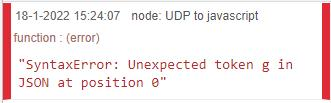 18-1-2022 15:24:07 node: UDP to javascript
function : (error)
"SyntaxError: Unexpected token g in
JSON at position 0"